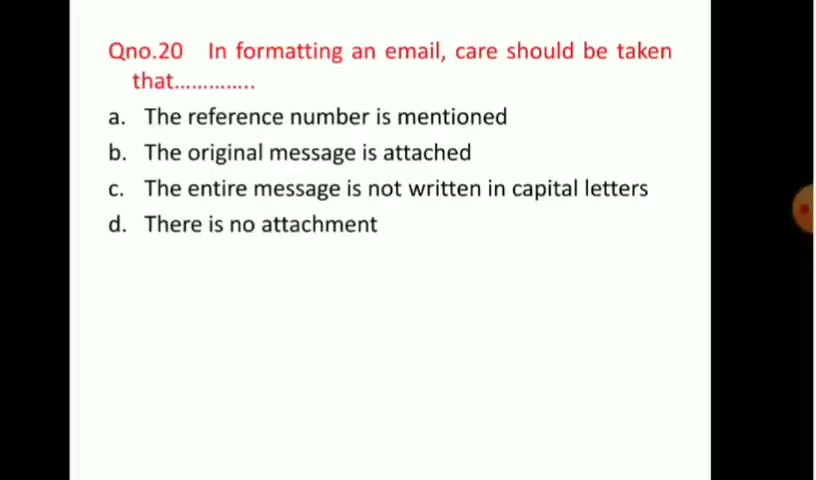 Qno.20 In formatting an email, care should be taken
that..............
a. The reference number is mentioned
b. The original message is attached
c. The entire message is not written in capital letters
d. There is no attachment